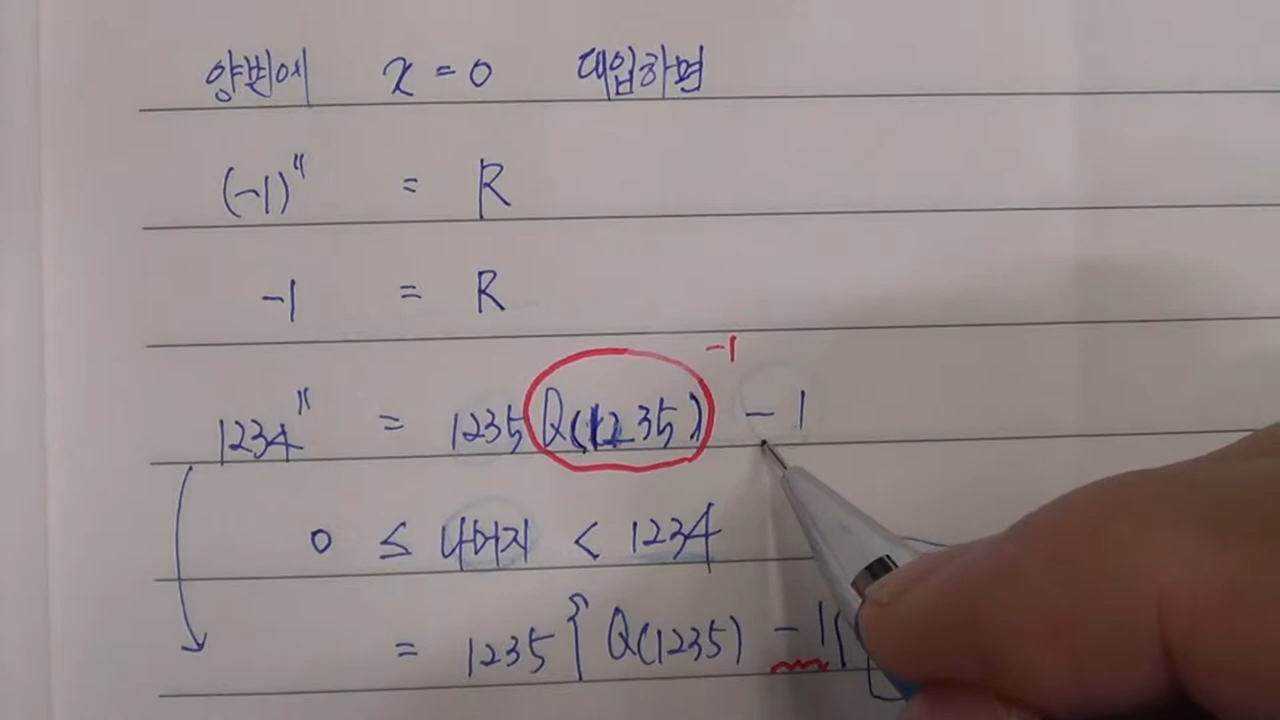 양변에 x = 0 대입하면
(-1)¹¹ = R
-1 = R
-1
1234¹¹ = 1235 Q(1235) - 1
0 ≤ 나머지 < 1234
= 1235 { Q(1235) - 1 }